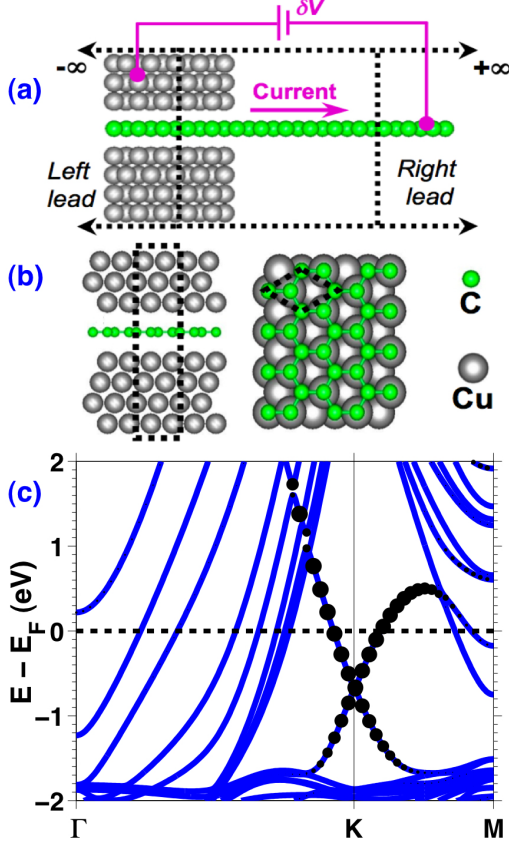 δV
-∞
+∞
(a)
Current
Left
lead
Right
lead
(b)
C
Cu
(c)
E − E_F (eV)
2
1
0
−1
−2
Γ
K
M